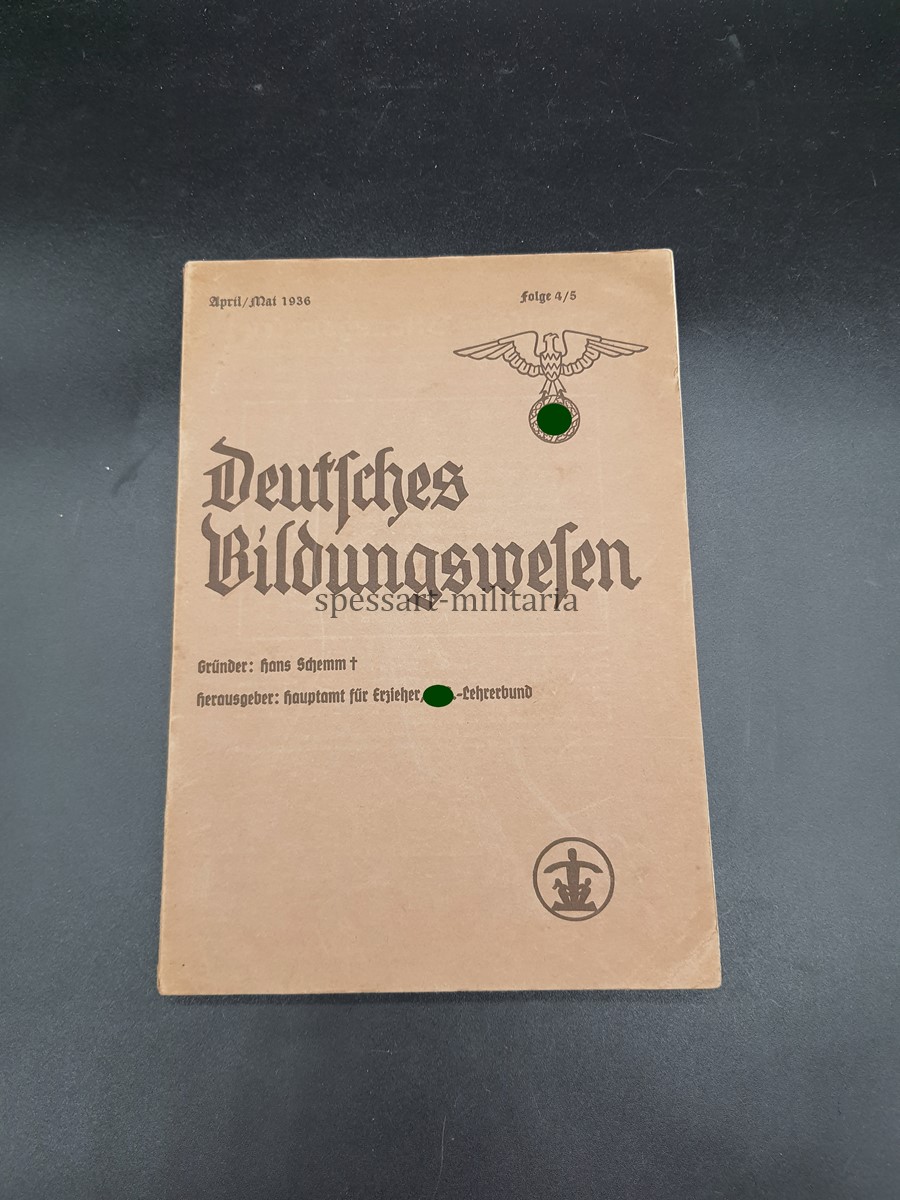 April/Mai 1936
Folge 4/5
Deutsches
Bildungswesen
spessart-militaria
Gründer: Hans Schemm †
Herausgeber: Hauptamt für Erzieher, .-Lehrerbund